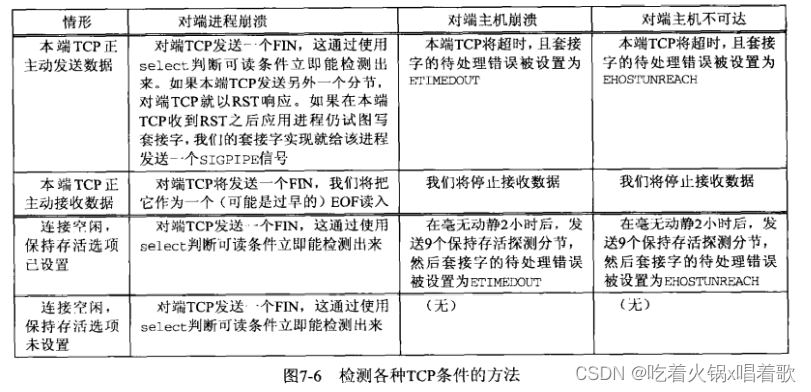 情形
对端进程崩溃
对端主机崩溃
对端主机不可达
本端TCP正
主动发送数据
对端TCP发送一个FIN，这通过使用
select判断可读条件立即能检测出
来。如果本端TCP发送另外一个分节，
对端TCP就以RST响应。如果在本端
TCP收到RST之后应用进程仍试图写
套接字，我们的套接字实现就给该进程
发送一个SIGPIPE信号
本端TCP将超时，且套接
字的待处理错误被设置为
ETIMEDOUT
本端TCP将超时，且套接
字的待处理错误被设置为
EHOSTUNREACH
本端TCP正
主动接收数据
对端TCP将发送一个FIN，我们将把
它作为一个（可能是过早的）EOF读入
我们将停止接收数据
我们将停止接收数据
连接空闲，
保持存活选项
已设置
对端TCP发送一个FIN，这通过使用
select判断可读条件立即能检测出来
在毫无动静2小时后，发
送9个保持存活探测分节，
然后套接字的待处理错误
被设置为ETIMEDOUT
在毫无动静2小时后，发
送9个保持存活探测分节，
然后套接字的待处理错误
被设置为EHOSTUNREACH
连接空闲，
保持存活选项
未设置
对端TCP发送一个FIN，这通过使用
select判断可读条件立即能检测出来
（无）
（无）
图7-6 检测各种TCP条件的方法
CSDN @吃着火锅x唱着歌